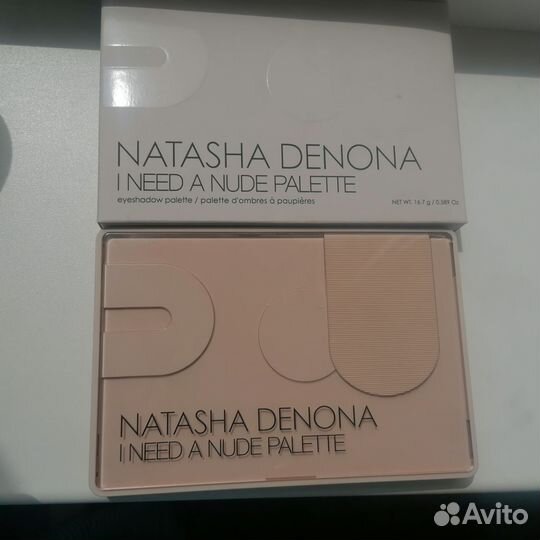 NATASHA DENONA
I NEED A NUDE PALETTE
eyeshadow palette / palette d'ombres à paupières
NET WT. 16.7 g / 0.589 Oz
NATASHA DENONA
I NEED A NUDE PALETTE
Avito